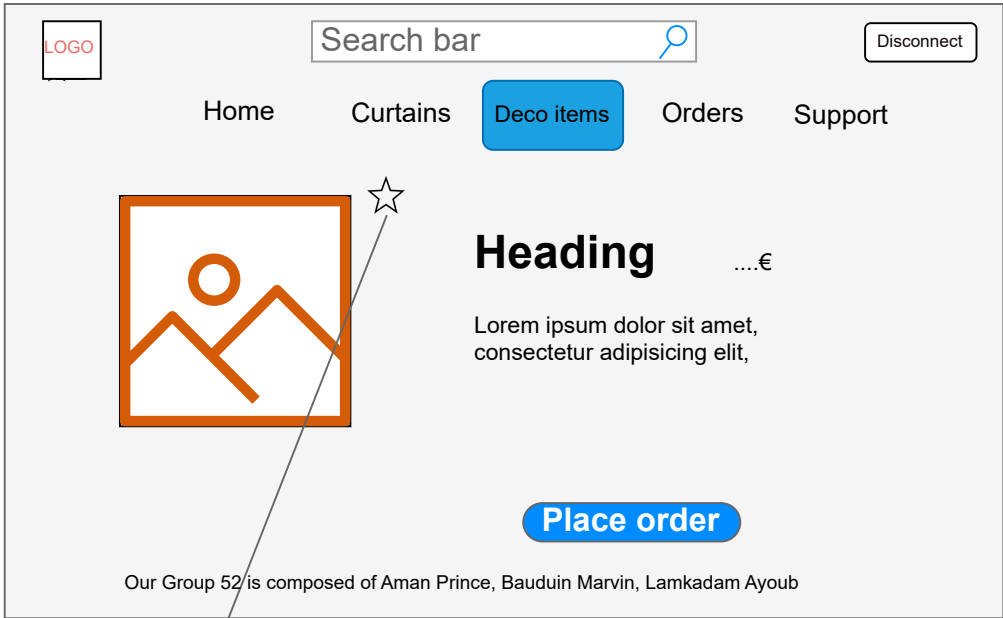 LOGO
Search bar
Disconnect
Home
Curtains
Deco items
Orders
Support
Heading
....€
Lorem ipsum dolor sit amet,
consectetur adipisicing elit,
Place order
Our Group 52 is composed of Aman Prince, Bauduin Marvin, Lamkadam Ayoub